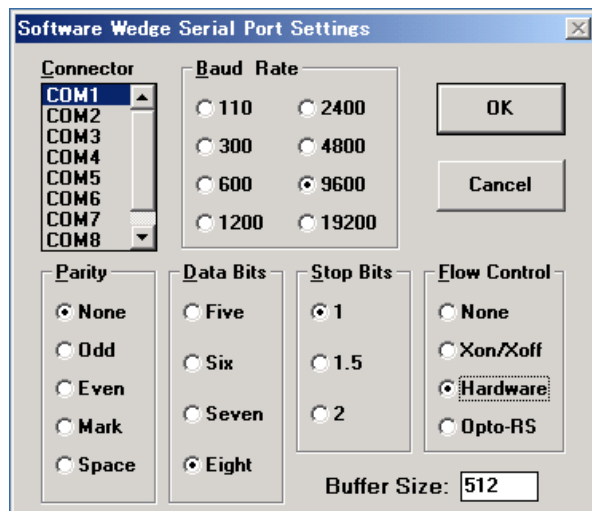 Software Wedge Serial Port Settings
Connector
COM1
COM2
COM3
COM4
COM5
COM6
COM7
COM8
Baud Rate
110
2400
300
4800
600
9600
1200
19200
OK
Cancel
Parity
None
Odd
Even
Mark
Space
Data Bits
Five
Six
Seven
Eight
Stop Bits
1
1.5
2
Flow Control
None
Xon/Xoff
Hardware
Opto-RS
Buffer Size: 512